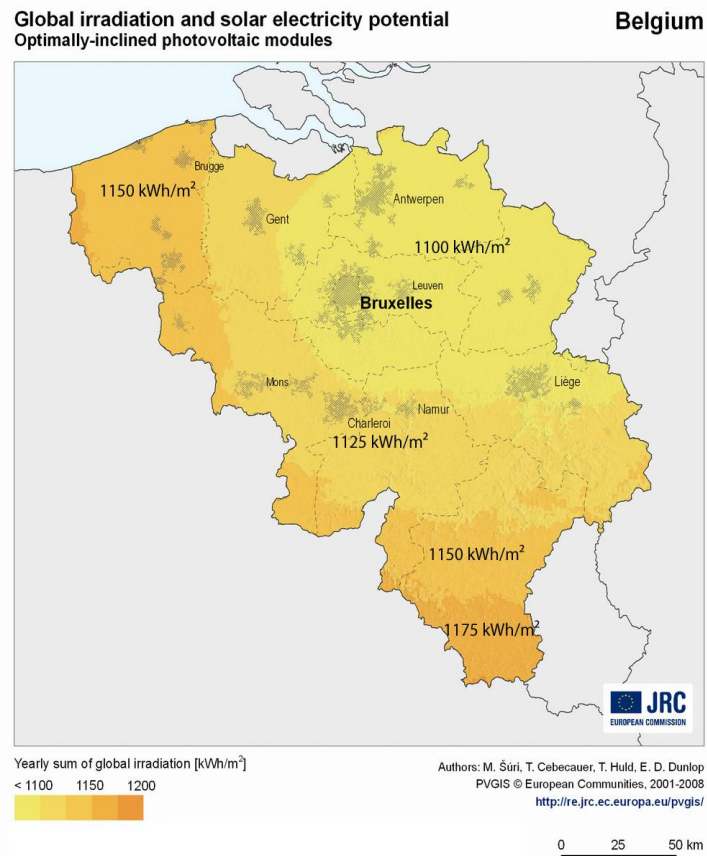 Global irradiation and solar electricity potential
Optimally-inclined photovoltaic modules
Belgium
Brugge
1150 kWh/m²
Antwerpen
Gent
1100 kWh/m²
Leuven
Bruxelles
Mons
Liège
Namur
Charleroi
1125 kWh/m²
1150 kWh/m²
1175 kWh/m²
JRC
EUROPEAN COMMISSION
Yearly sum of global irradiation [kWh/m²]
< 1100 1150 1200
Authors: M. Šúri, T. Cebecauer, T. Huld, E. D. Dunlop
PVGIS © European Communities, 2001-2008
http://re.jrc.ec.europa.eu/pvgis/
0 25 50 km